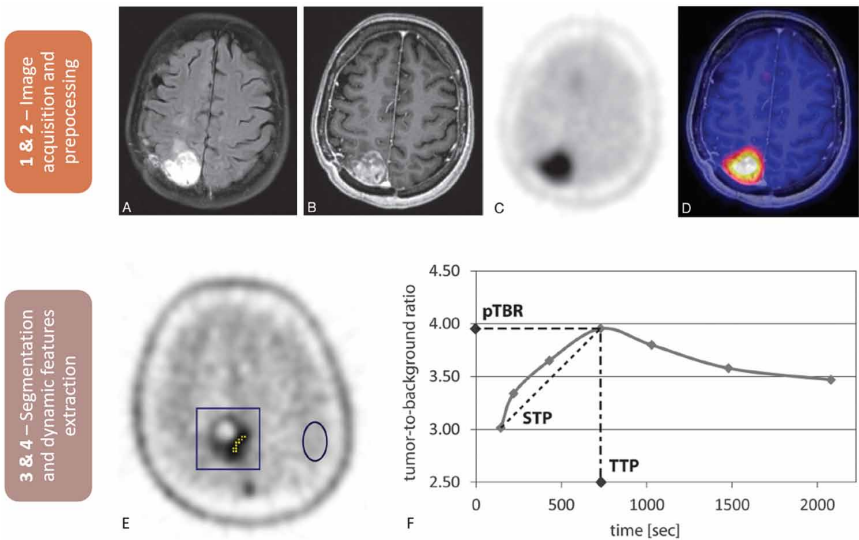 1 & 2 – Image
acquisition and
prepocessing
A
B
C
D
3 & 4 – Segmentation
and dynamic features
extraction
E
F
tumor-to-background ratio
4.50
4.00
3.50
3.00
2.50
pTBR
STP
TTP
0
500
1000
1500
2000
time [sec]